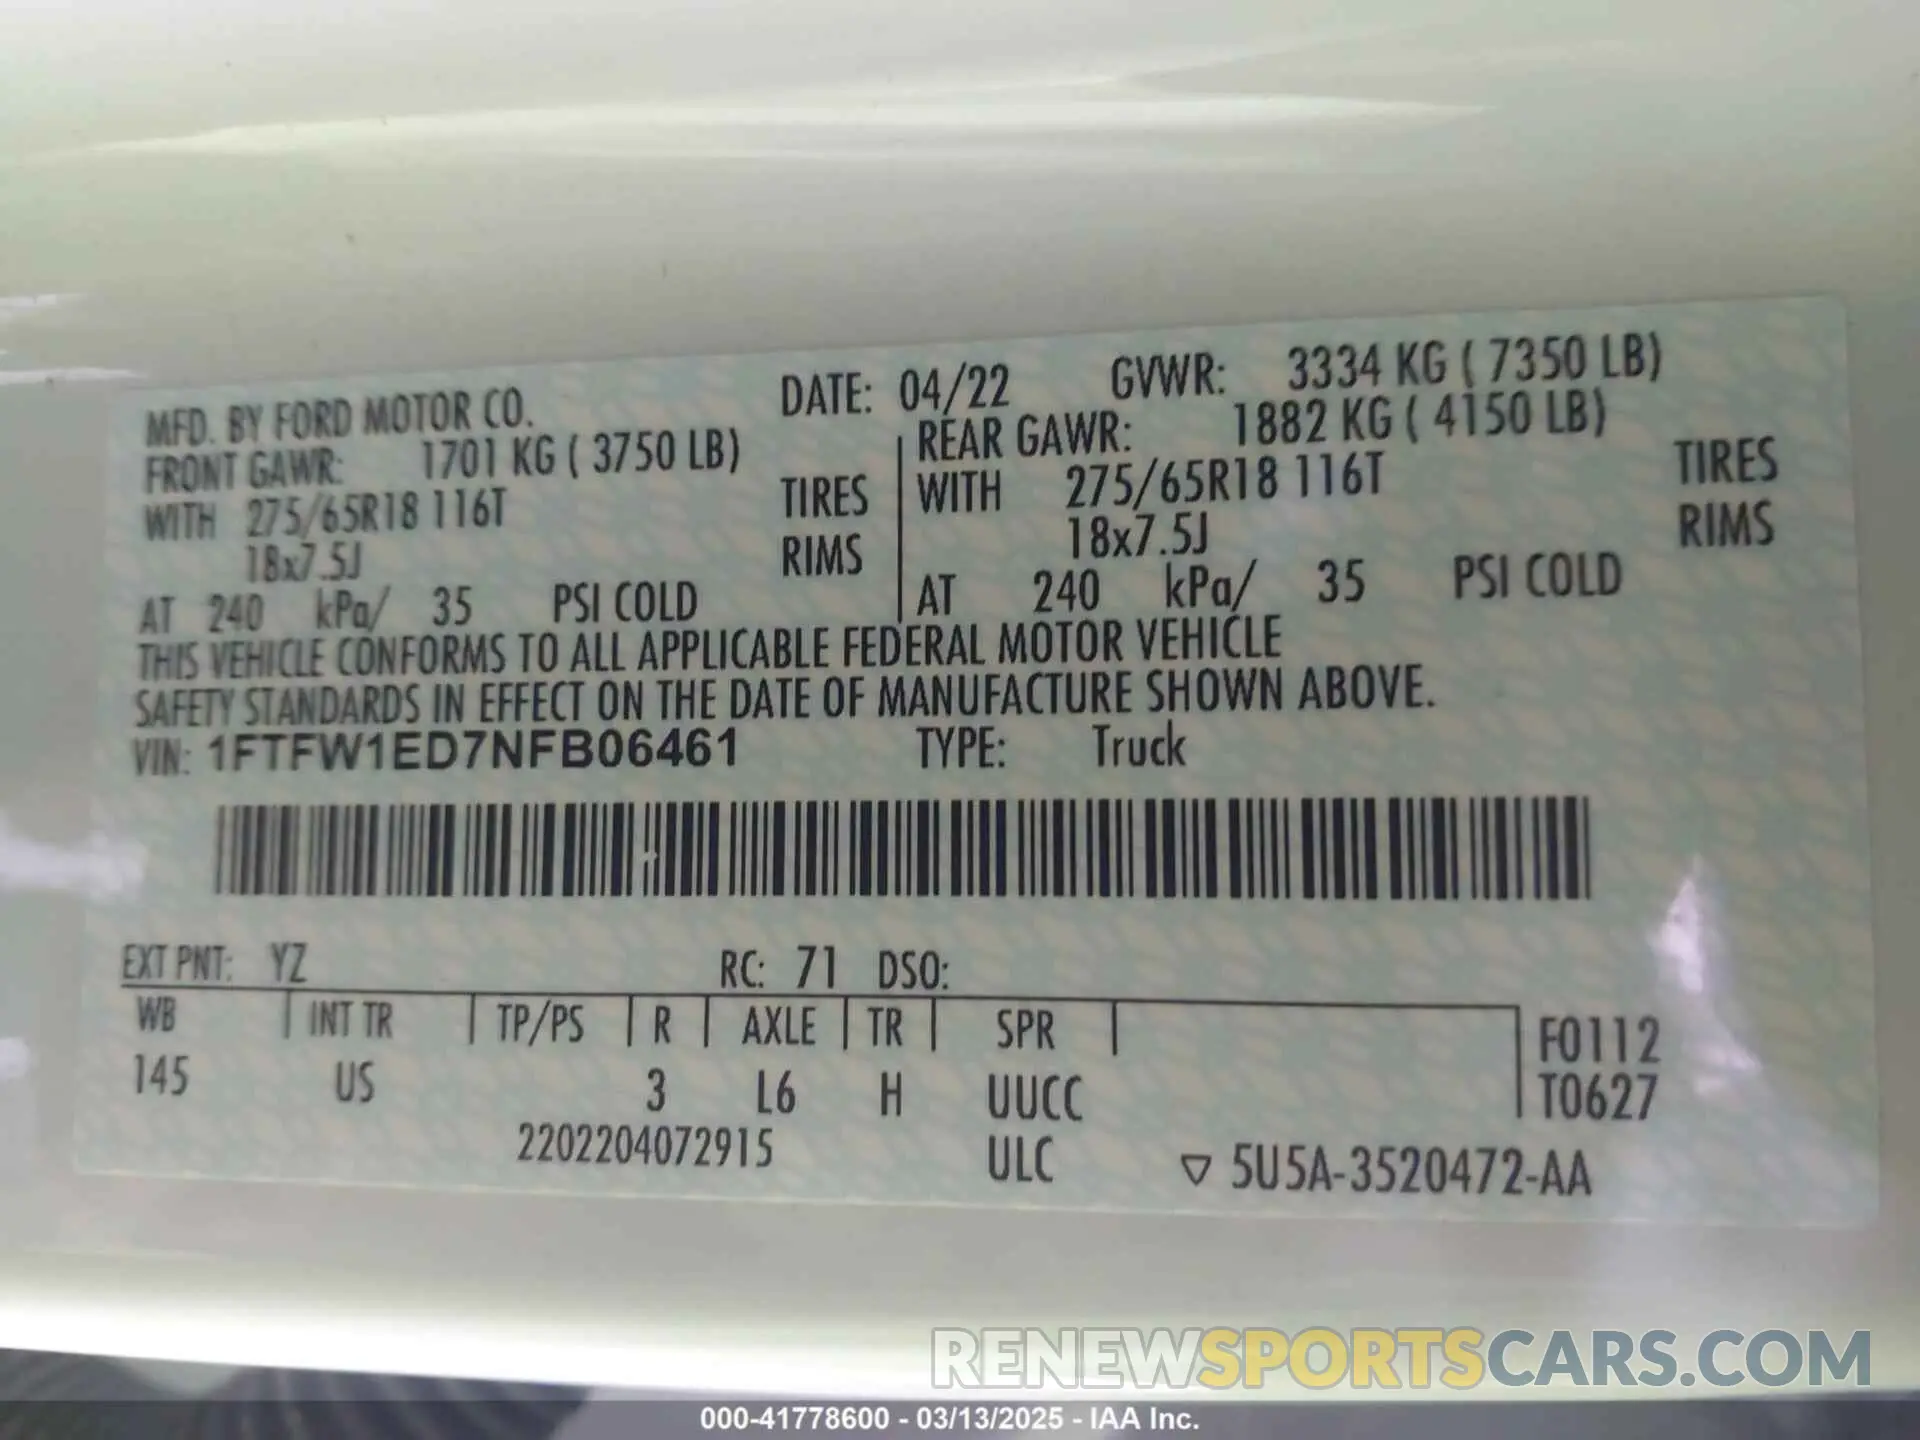 MFD. BY FORD MOTOR CO. DATE: 04/22 GVWR: 3334 KG ( 7350 LB)
FRONT GAWR: 1701 KG ( 3750 LB)
WITH 275/65R18 116T TIRES
18x7.5J RIMS
AT 240 kPa/ 35 PSI COLD
REAR GAWR: 1882 KG ( 4150 LB)
WITH 275/65R18 116T TIRES
18x7.5J RIMS
AT 240 kPa/ 35 PSI COLD
THIS VEHICLE CONFORMS TO ALL APPLICABLE FEDERAL MOTOR VEHICLE
SAFETY STANDARDS IN EFFECT ON THE DATE OF MANUFACTURE SHOWN ABOVE.
VIN: 1FTFW1ED7NFB06461 TYPE: Truck
EXT PNT: YZ RC: 71 DSO:
WB INT TR TP/PS R AXLE TR SPR F0112
145 US 3 L6 H UUCC T0627
2202204072915 ULC ▽ 5U5A-3520472-AA
RENEWSPORTSCARS.COM
000-41778600 - 03/13/2025 - IAA Inc.